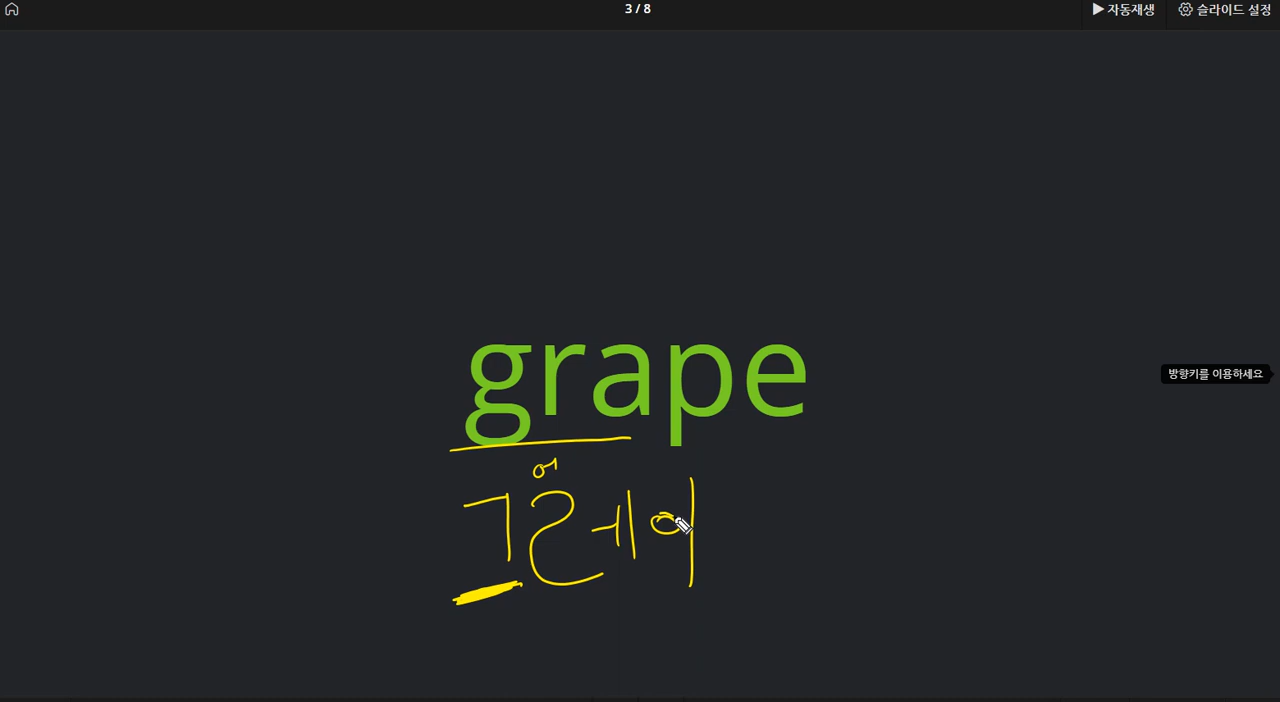 3 / 8
▶ 자동재생
슬라이드 설정
grape
방향키를 이용하세요
어
그레이